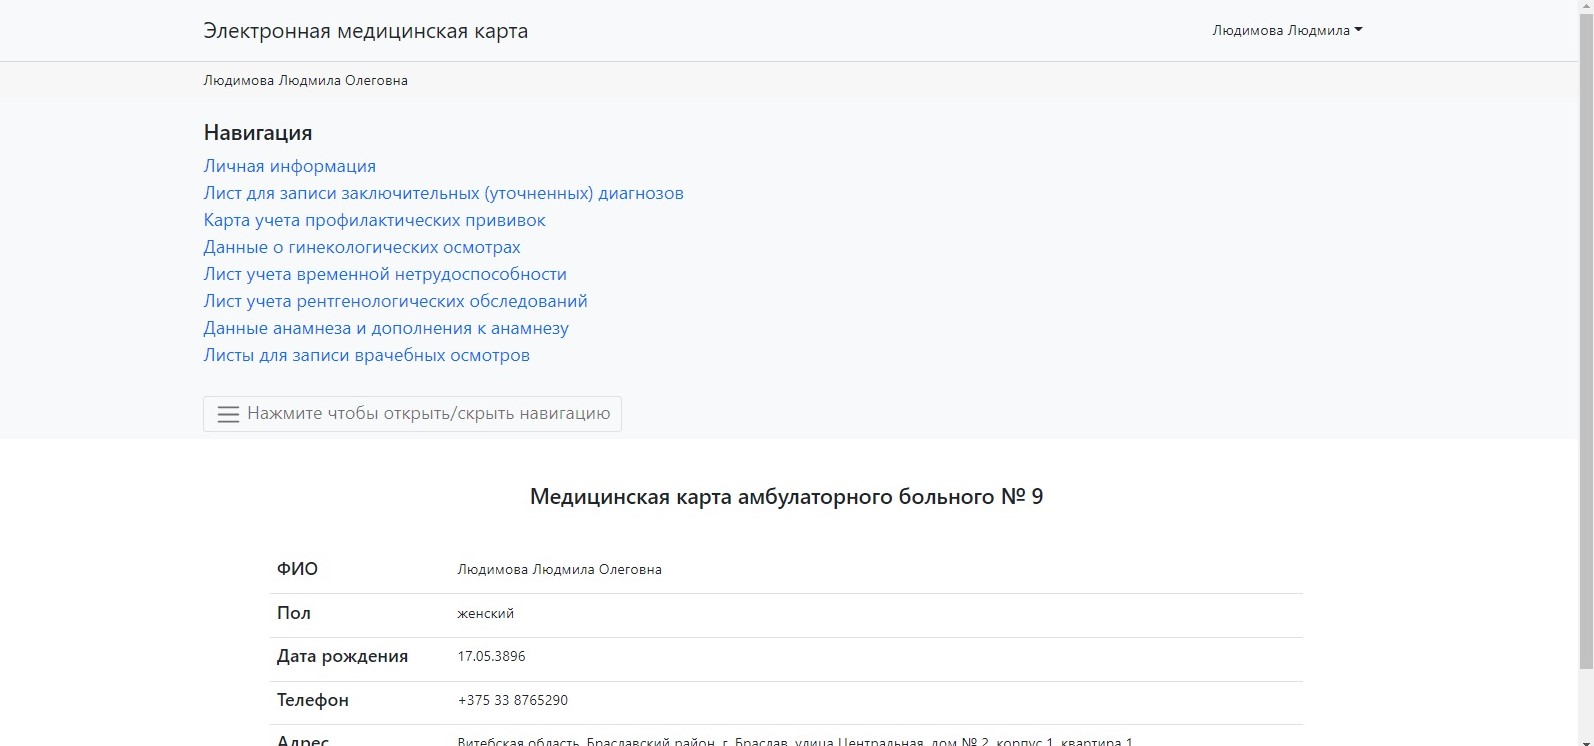 Электронная медицинская карта
Людимова Людмила
Людимова Людмила Олеговна
Навигация
Личная информация
Лист для записи заключительных (уточненных) диагнозов
Карта учета профилактических прививок
Данные о гинекологических осмотрах
Лист учета временной нетрудоспособности
Лист учета рентгенологических обследований
Данные анамнеза и дополнения к анамнезу
Листы для записи врачебных осмотров
Нажмите чтобы открыть/скрыть навигацию
Медицинская карта амбулаторного больного № 9
ФИО Людимова Людмила Олеговна
Пол женский
Дата рождения 17.05.3896
Телефон +375 33 8765290
Адрес Витебская область, Браславский район, г. Браслав, улица Центральная, дом № 2, корпус 1, квартира 1